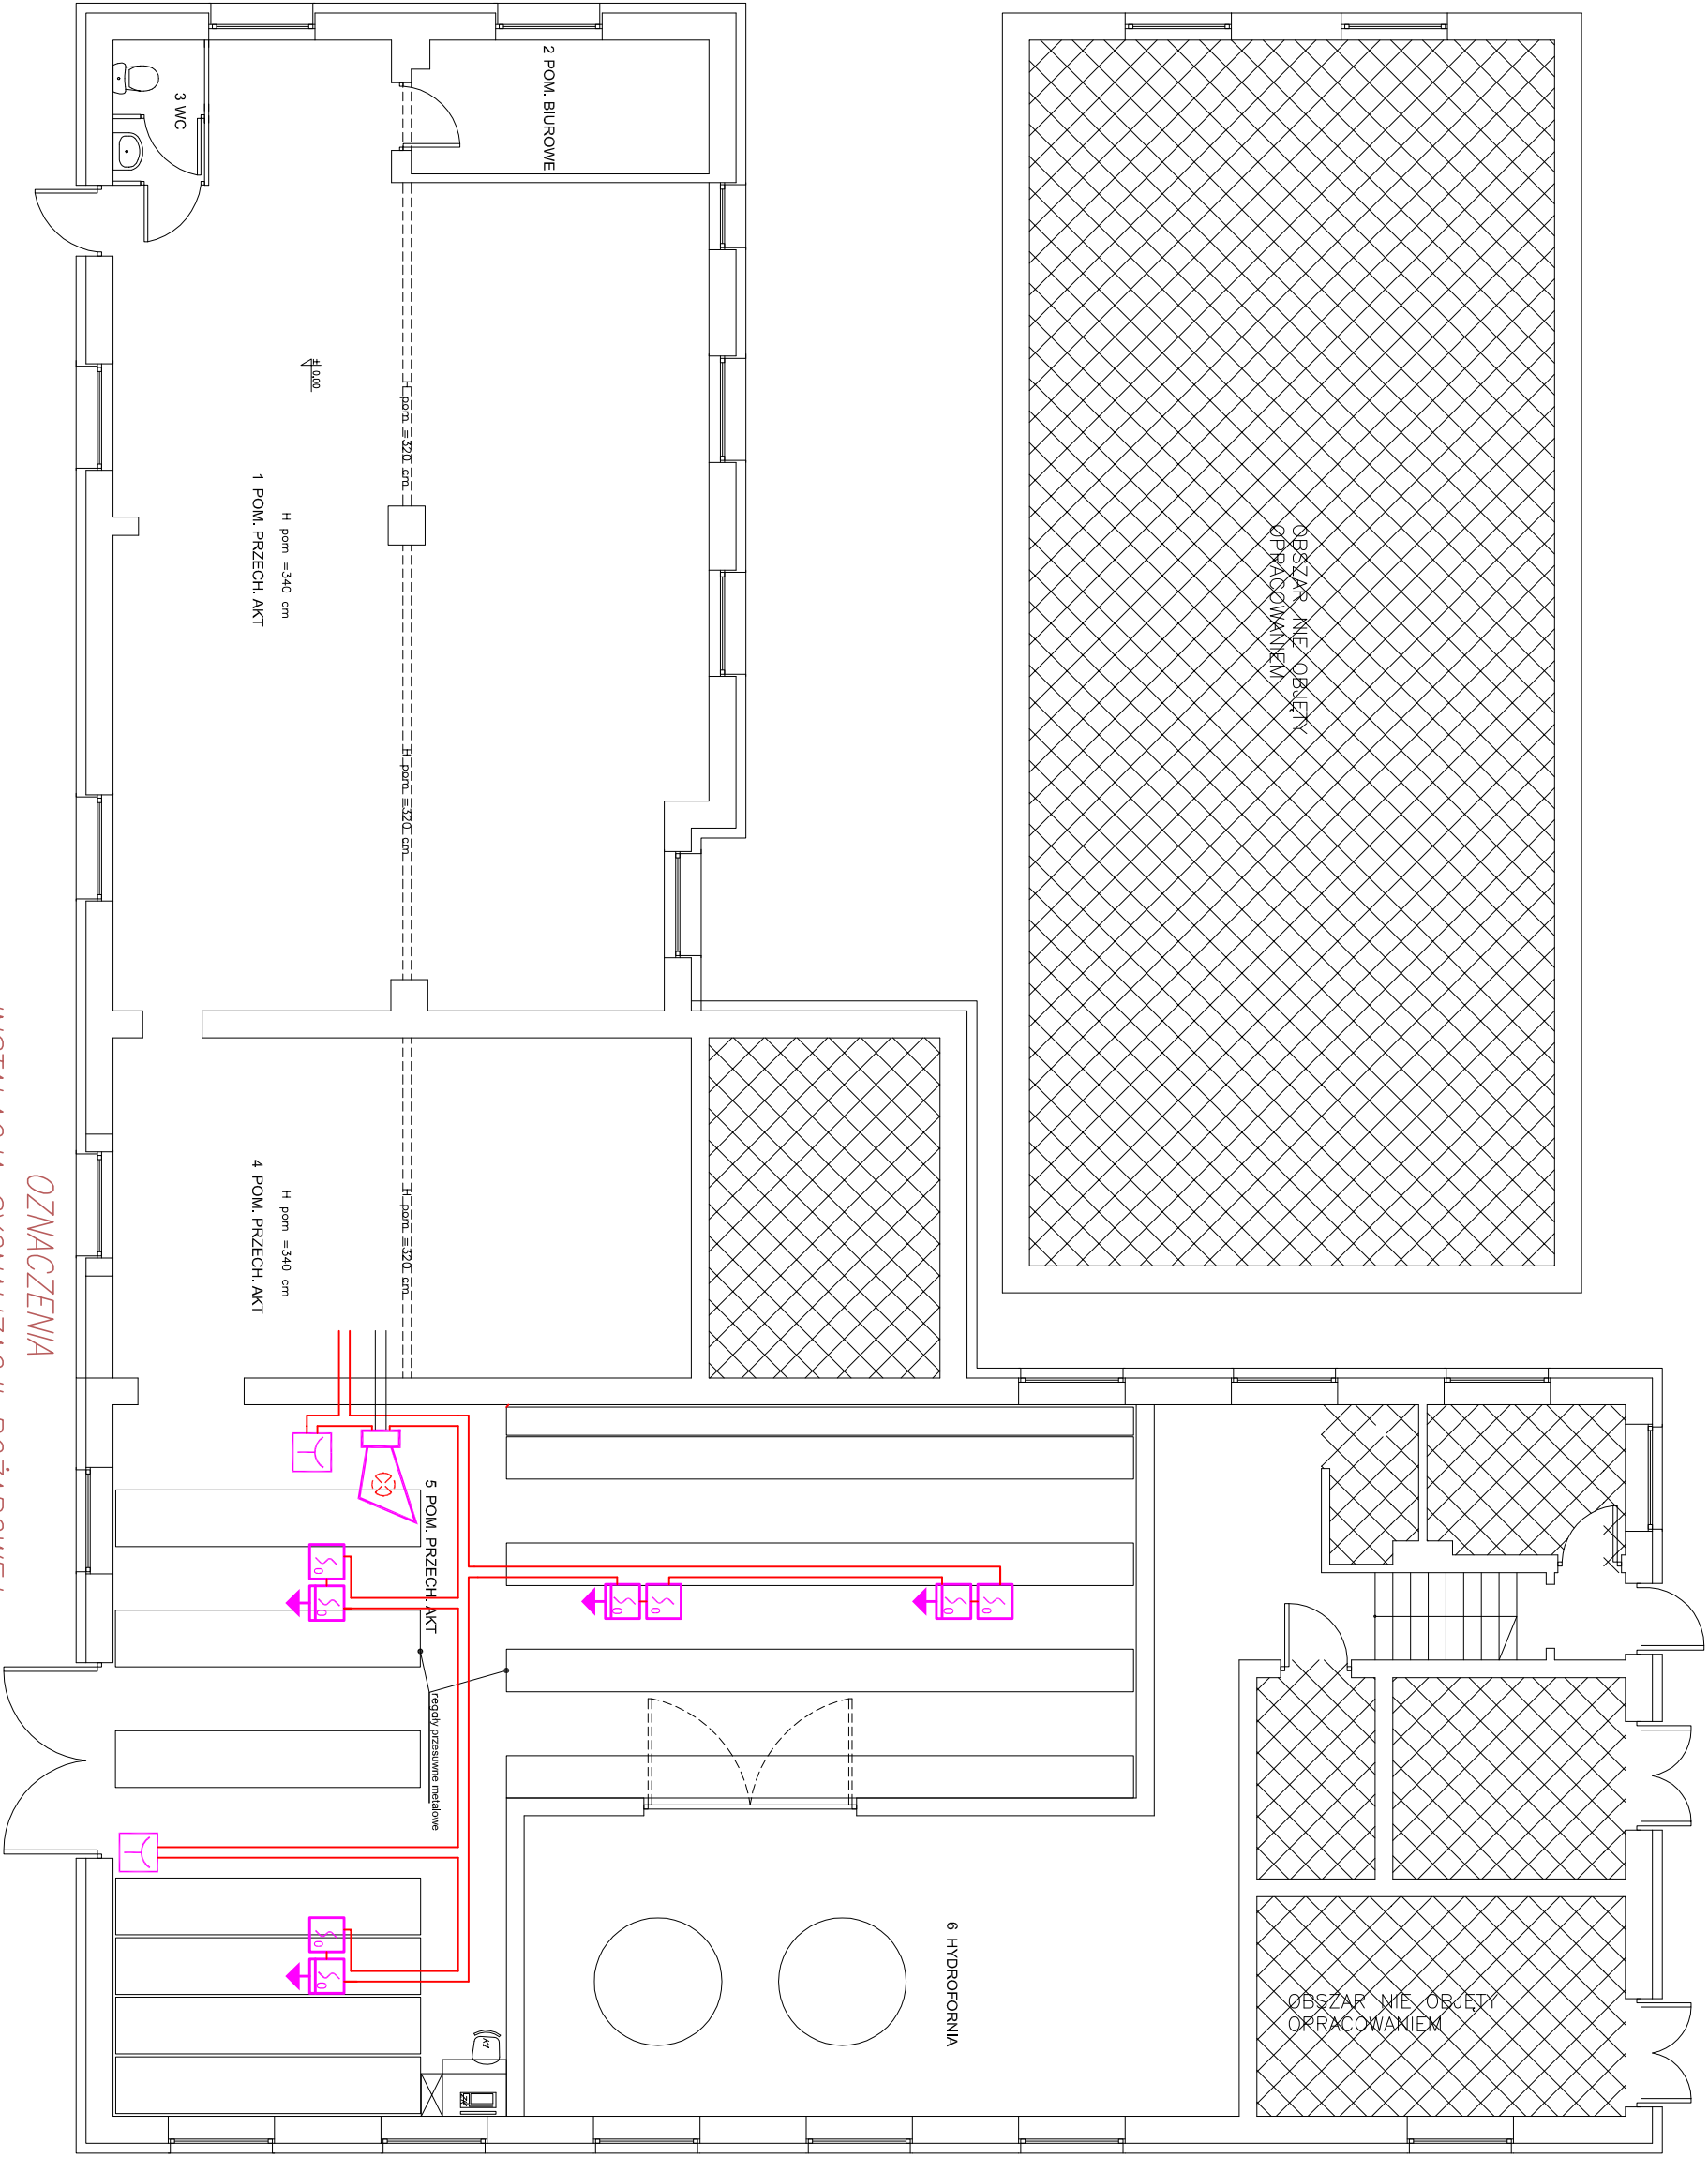 2 POM. BIUROWE
3 WC
± 0.00
H pom =320 cm
1 POM. PRZECH. AKT
H pom =340 cm
H pom =320 cm
OBSZAR NIE OBJĘTY
OPRACOWANIEM
4 POM. PRZECH. AKT
H pom =340 cm
H pom =320 cm
OZNACZENIA
5 POM. PRZECH. AKT
regały przesuwne metalowe
6 HYDROFORNIA
OBSZAR NIE OBJĘTY
OPRACOWANIEM